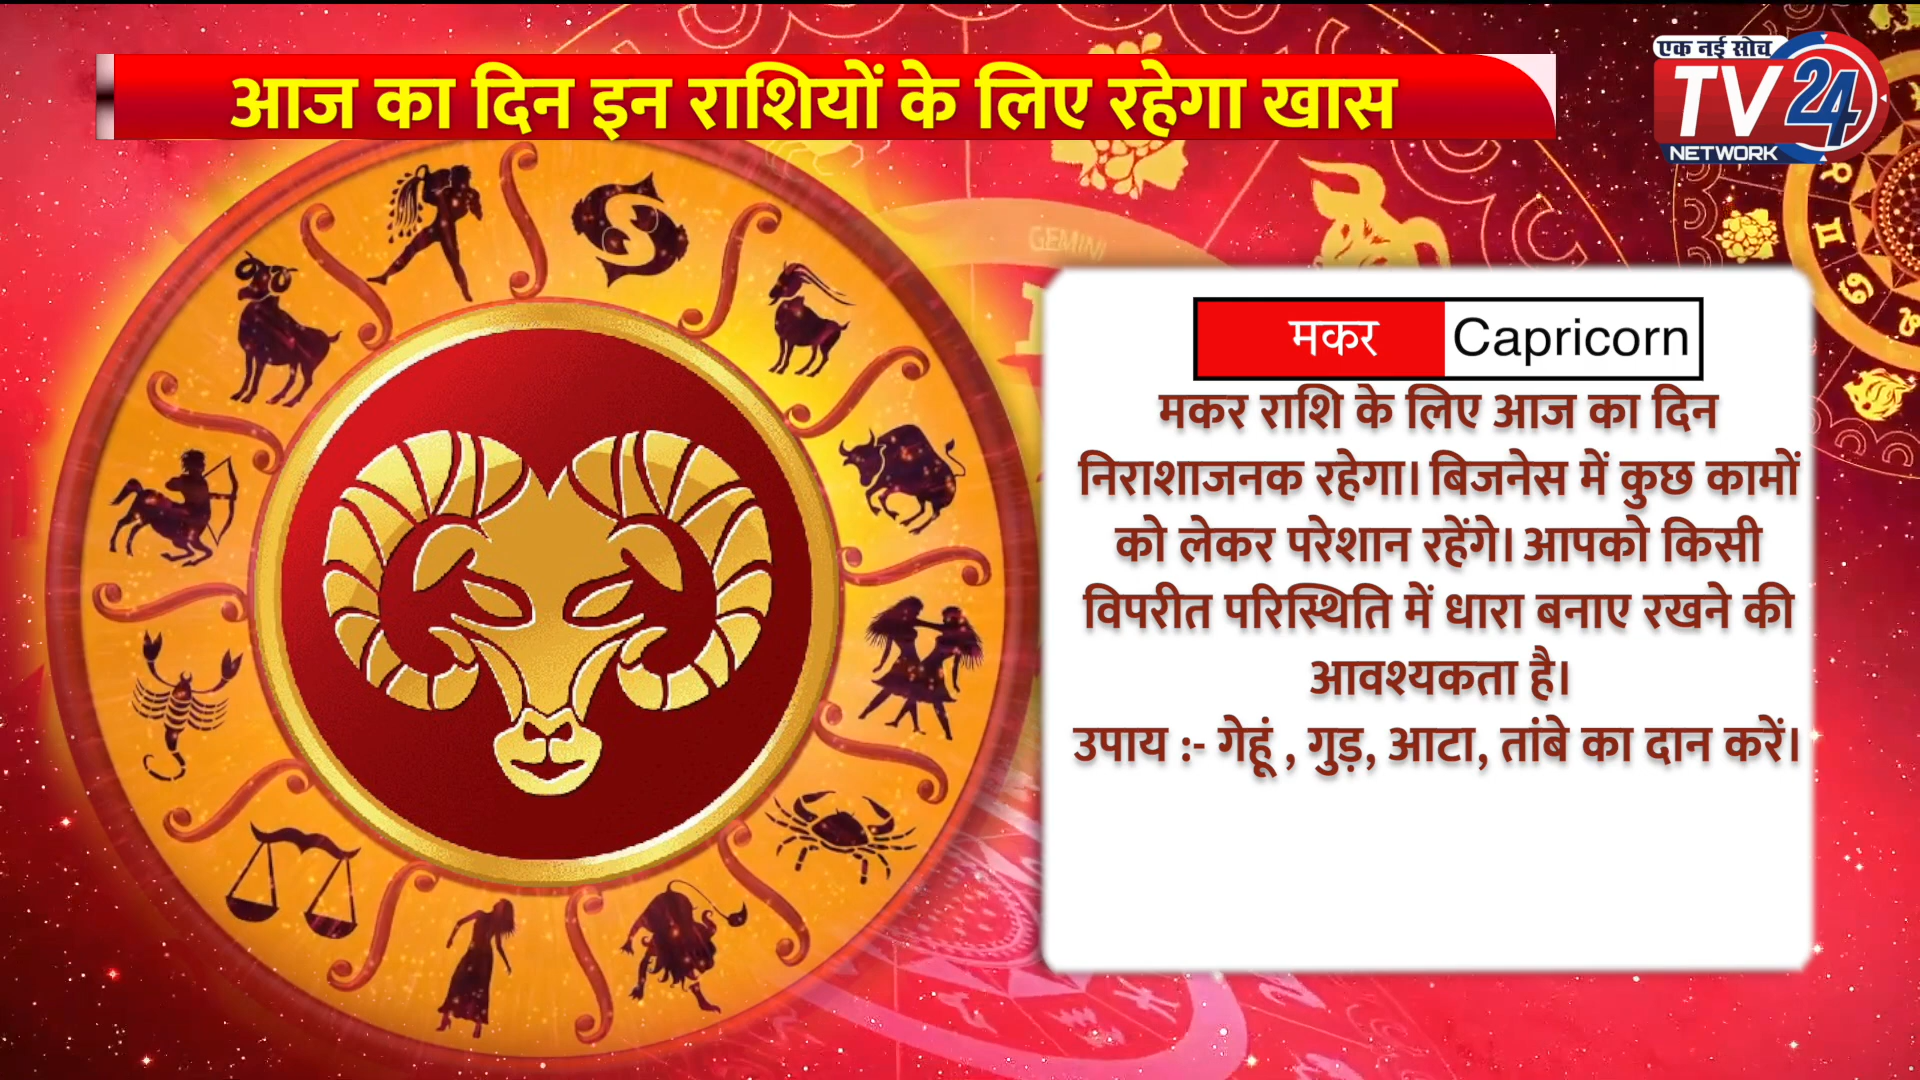 आज का दिन इन राशियों के लिए रहेगा खास
एक नई सोच
TV24
NETWORK
GEMINI
मकर Capricorn
मकर राशि के लिए आज का दिन
निराशाजनक रहेगा। बिजनेस में कुछ कामों
को लेकर परेशान रहेंगे। आपको किसी
विपरीत परिस्थिति में धारा बनाए रखने की
आवश्यकता है।
उपाय :- गेहूं , गुड़, आटा, तांबे का दान करें।